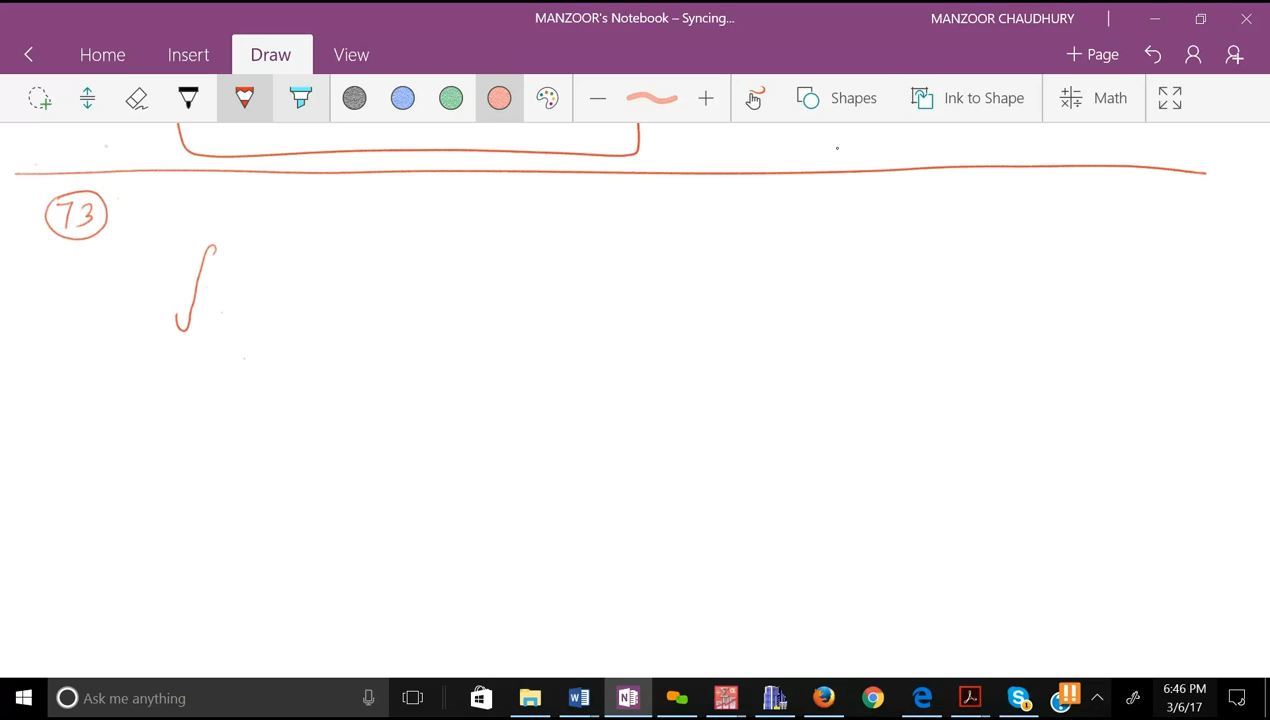 MANZOOR's Notebook – Syncing...
MANZOOR CHAUDHURY
Home Insert Draw View
Page
Shapes
Ink to Shape
Math
73
∫
Ask me anything
6:46 PM
3/6/17